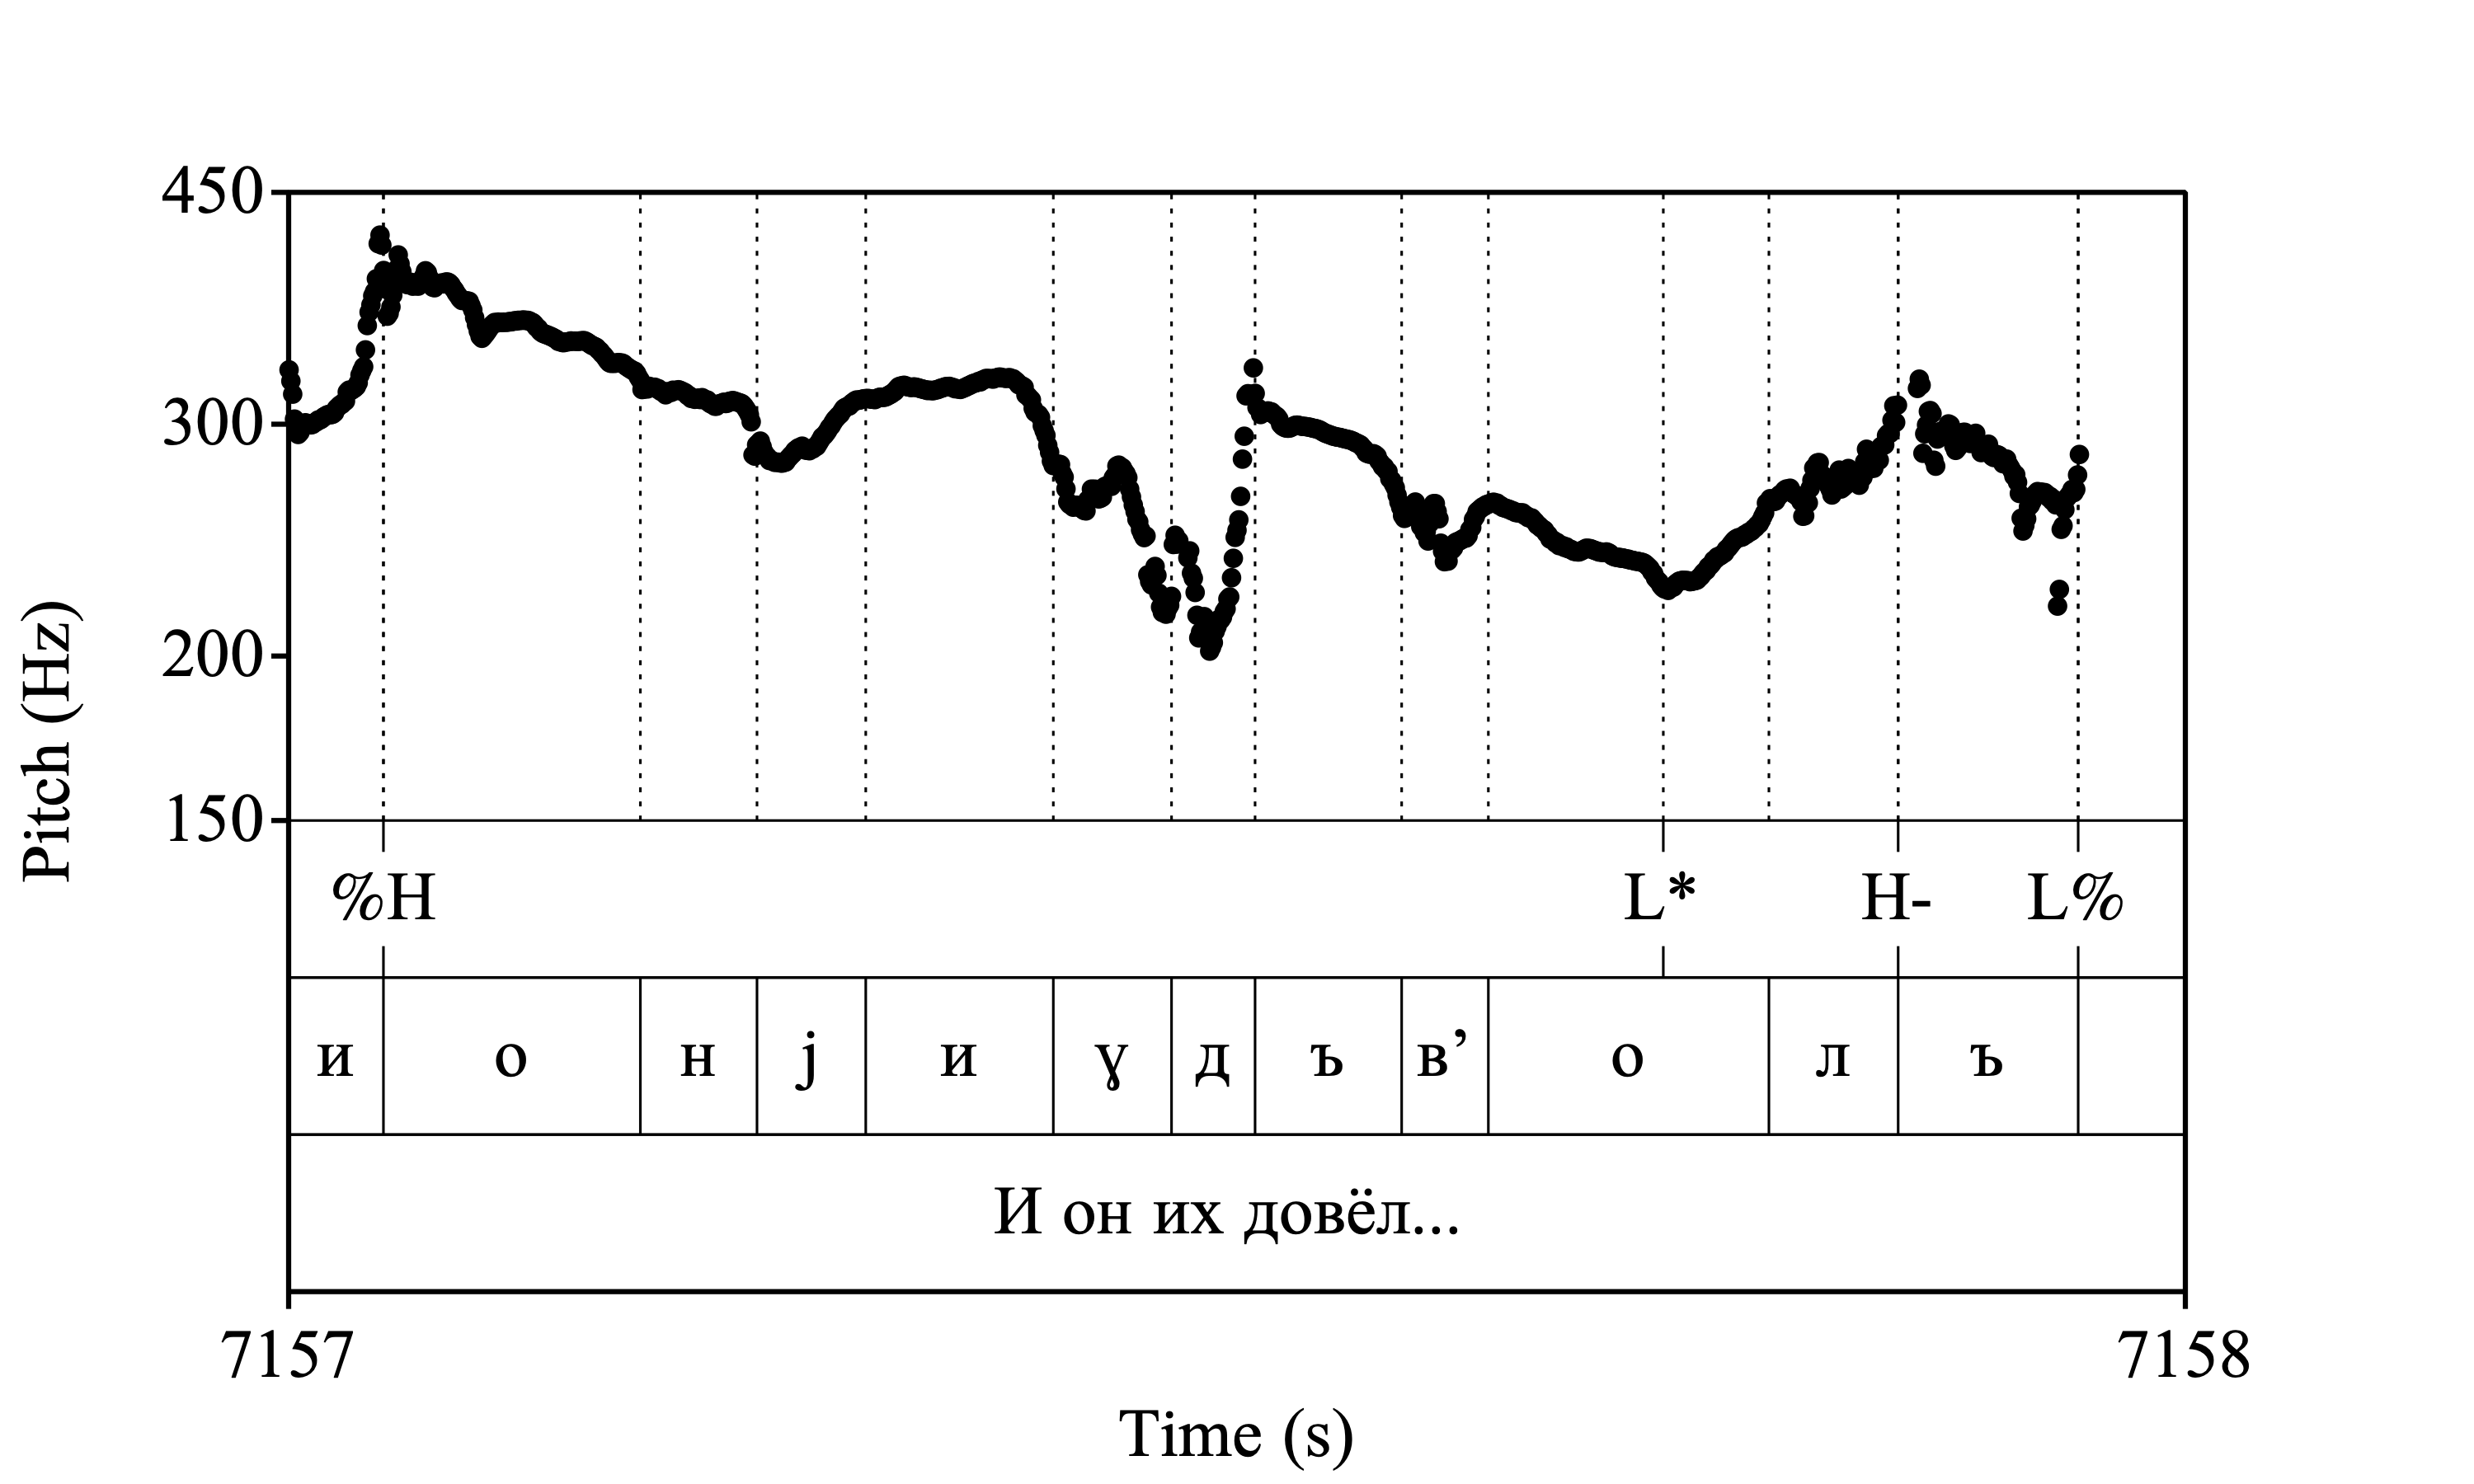 450
300
200
150
Pitch (Hz)
%H L* H- L%
и о н j и ɣ д ъ в’ о л ъ
И он их довёл...
7157 7158
Time (s)